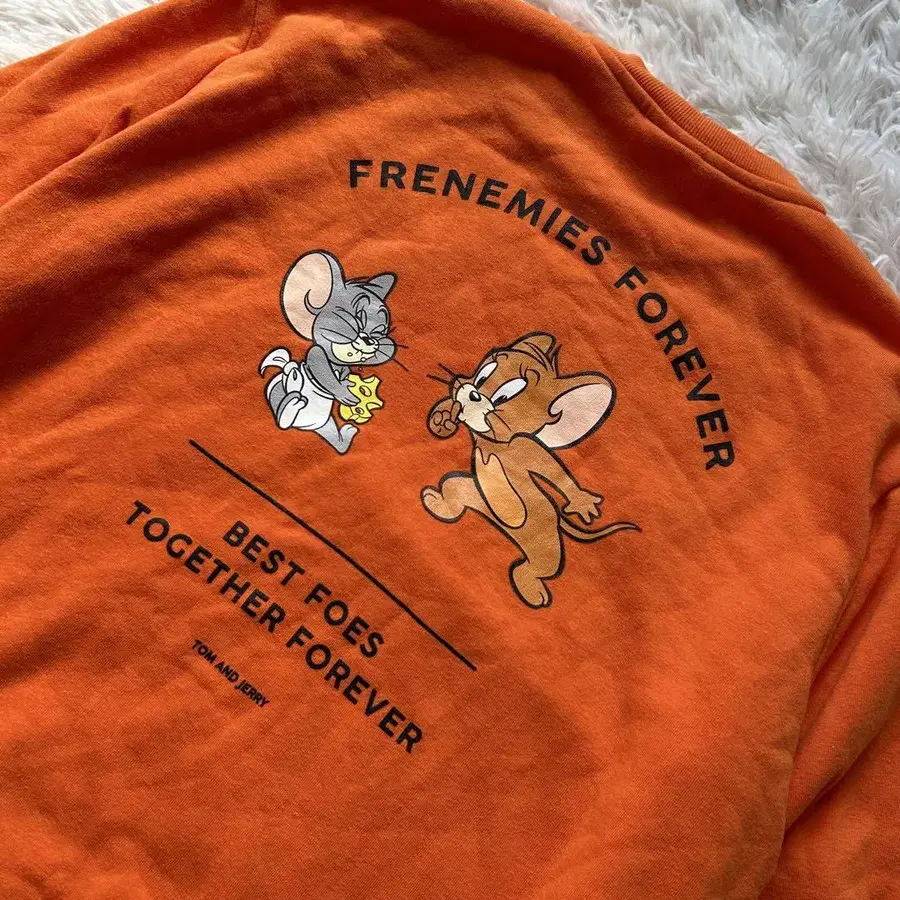 FRENEMIES FOREVER
BEST FOES
TOGETHER FOREVER
TOM AND JERRY